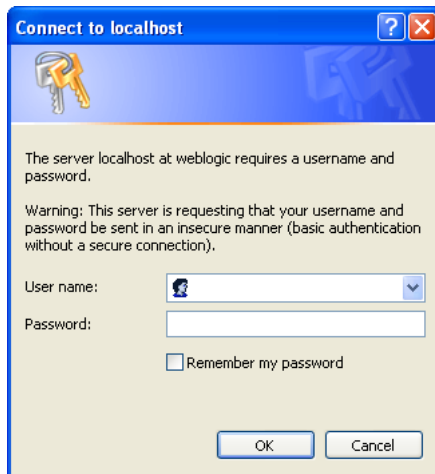 Connect to localhost
The server localhost at weblogic requires a username and
password.
Warning: This server is requesting that your username and
password be sent in an insecure manner (basic authentication
without a secure connection).
User name:
Password:
Remember my password
OK Cancel